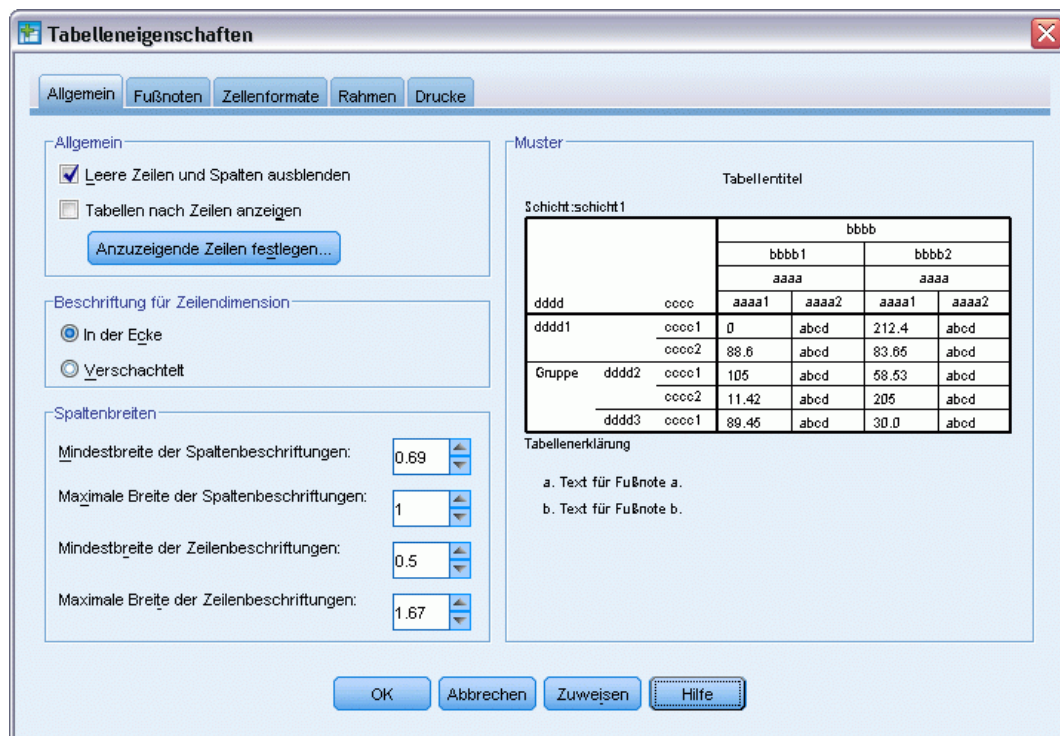 Tabelleneigenschaften
Allgemein Fußnoten Zellenformate Rahmen Drucke
Allgemein
Leere Zeilen und Spalten ausblenden
Tabellen nach Zeilen anzeigen
Anzuzeigende Zeilen festlegen...
Beschriftung für Zeilendimension
In der Ecke
Verschachtelt
Spaltenbreiten
Mindestbreite der Spaltenbeschriftungen: 0.69
Maximale Breite der Spaltenbeschriftungen: 1
Mindestbreite der Zeilenbeschriftungen: 0.5
Maximale Breite der Zeilenbeschriftungen: 1.67
Muster
Tabellentitel
Schicht:schicht1
bbbb
bbbb1 bbbb2
aaaa aaaa
dddd cccc aaaa1 aaaa2 aaaa1 aaaa2
dddd1 cccc1 0 abcd 212.4 abcd
cccc2 88.6 abcd 83.65 abcd
Gruppe dddd2 cccc1 105 abcd 58.53 abcd
cccc2 11.42 abcd 205 abcd
dddd3 cccc1 89.45 abcd 30.0 abcd
Tabellenerklärung
a. Text für Fußnote a.
b. Text für Fußnote b.
OK Abbrechen Zuweisen Hilfe